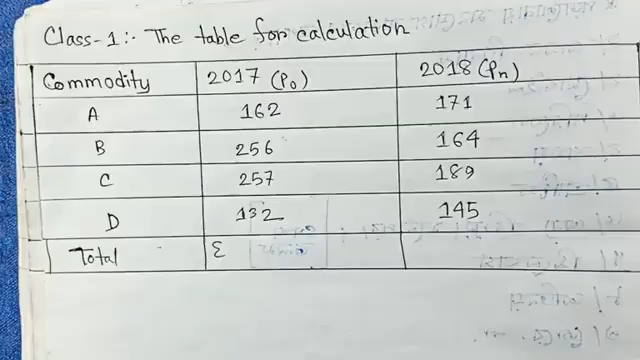 Class-1:- The table for calculation
Commodity 2017 (P₀) 2018 (Pn)
A 162 171
B 256 164
C 257 189
D 132 145
Total Σ